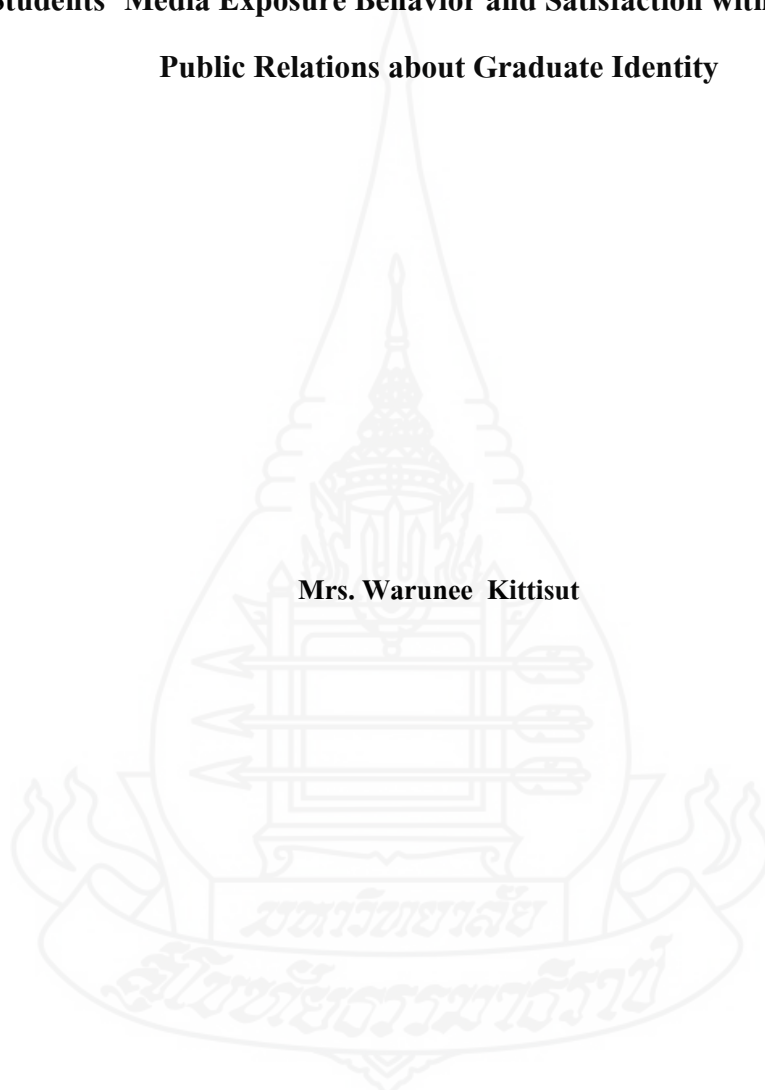 Students' Media Exposure Behavior and Satisfaction with
Public Relations about Graduate Identity
Mrs. Warunee Kittisut
มหาวิทยาลัย
สุโขทัยธรรมาธิราช